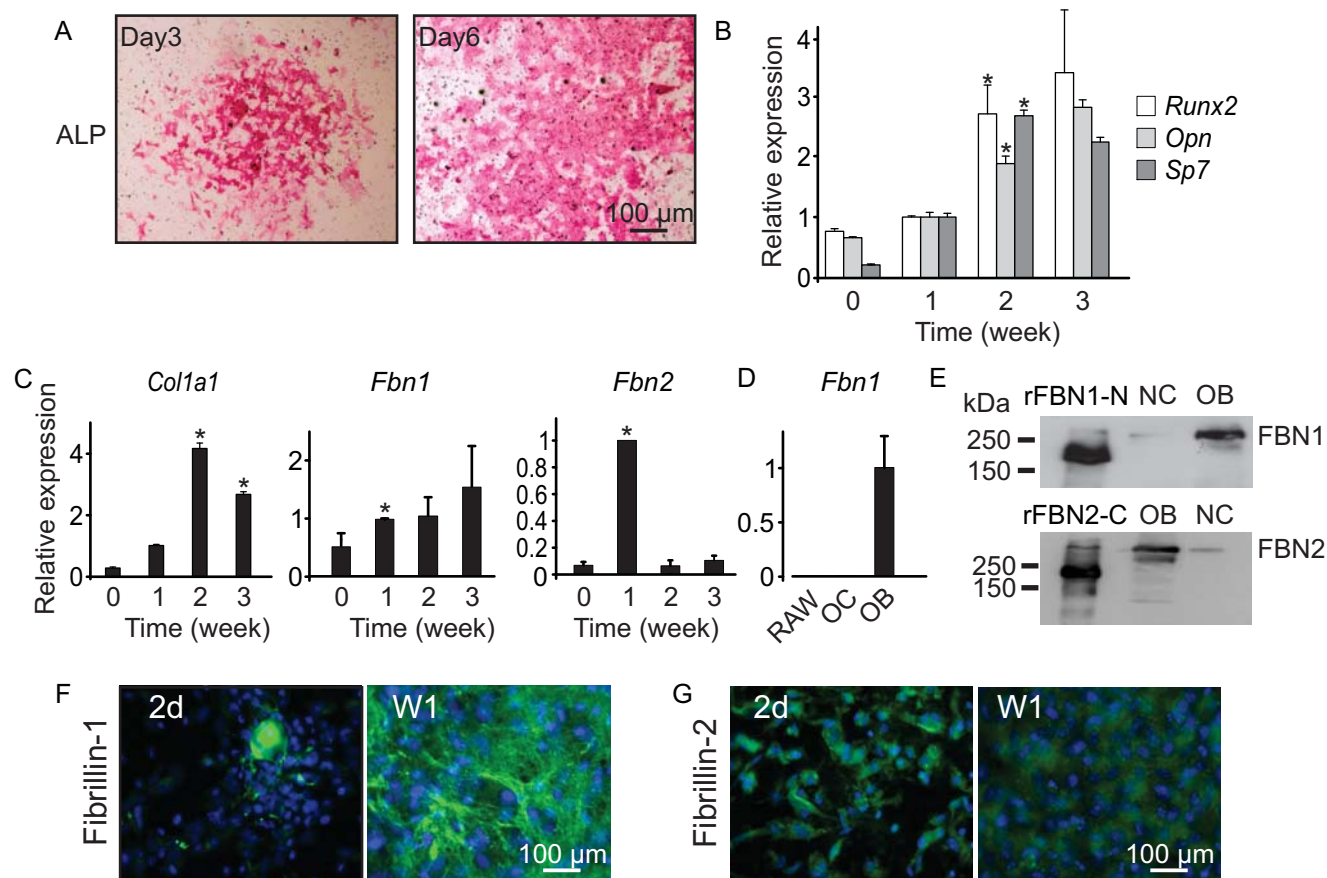 A
Day3
Day6
ALP
100 µm
B
Relative expression
4
3
2
1
0
* * *
0 1 2 3
Time (week)
Runx2
Opn
Sp7
C
Relative expression
Col1a1
4
2
0
* *
0 1 2 3
Time (week)
Fbn1
2
1
0
*
0 1 2 3
Time (week)
Fbn2
1
0.8
0.6
0.4
0.2
0
*
0 1 2 3
Time (week)
D
Fbn1
1
0.5
0
RAW OC OB
E
kDa
rFBN1-N NC OB
250
150
FBN1
rFBN2-C OB NC
250
150
FBN2
F
Fibrillin-1
2d
W1
100 µm
G
Fibrillin-2
2d
W1
100 µm